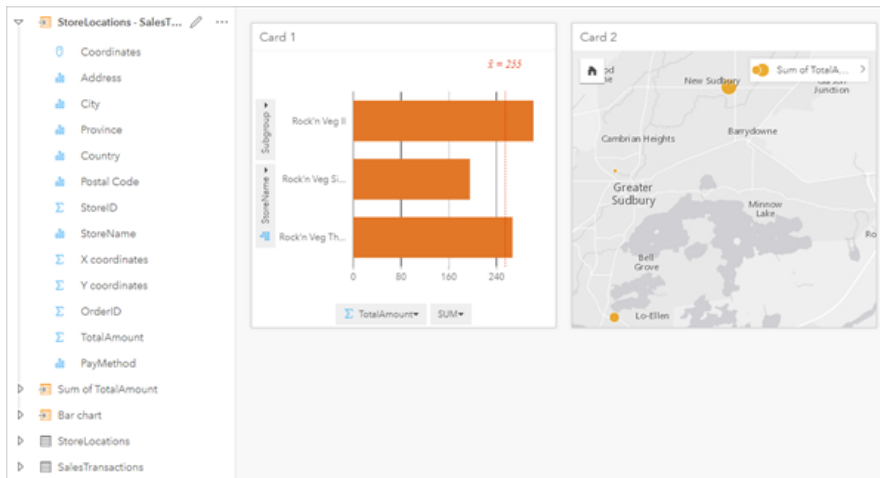 StoreLocations - SalesT...
Coordinates
Address
City
Province
Country
Postal Code
StoreID
StoreName
X coordinates
Y coordinates
OrderID
TotalAmount
PayMethod
Sum of TotalAmount
Bar chart
StoreLocations
SalesTransactions
Card 1
x̄ = 255
Subgroup
StoreName
Rock'n Veg II
Rock'n Veg Si...
Rock'n Veg Th...
0 80 160 240
Σ TotalAmount
SUM
Card 2
Sum of TotalA...
New Sudbury
Junction
Cambrian Heights
Barrydowne
Greater
Sudbury
Minnow
Lake
Ro
Bell
Grove
Lo-Ellen